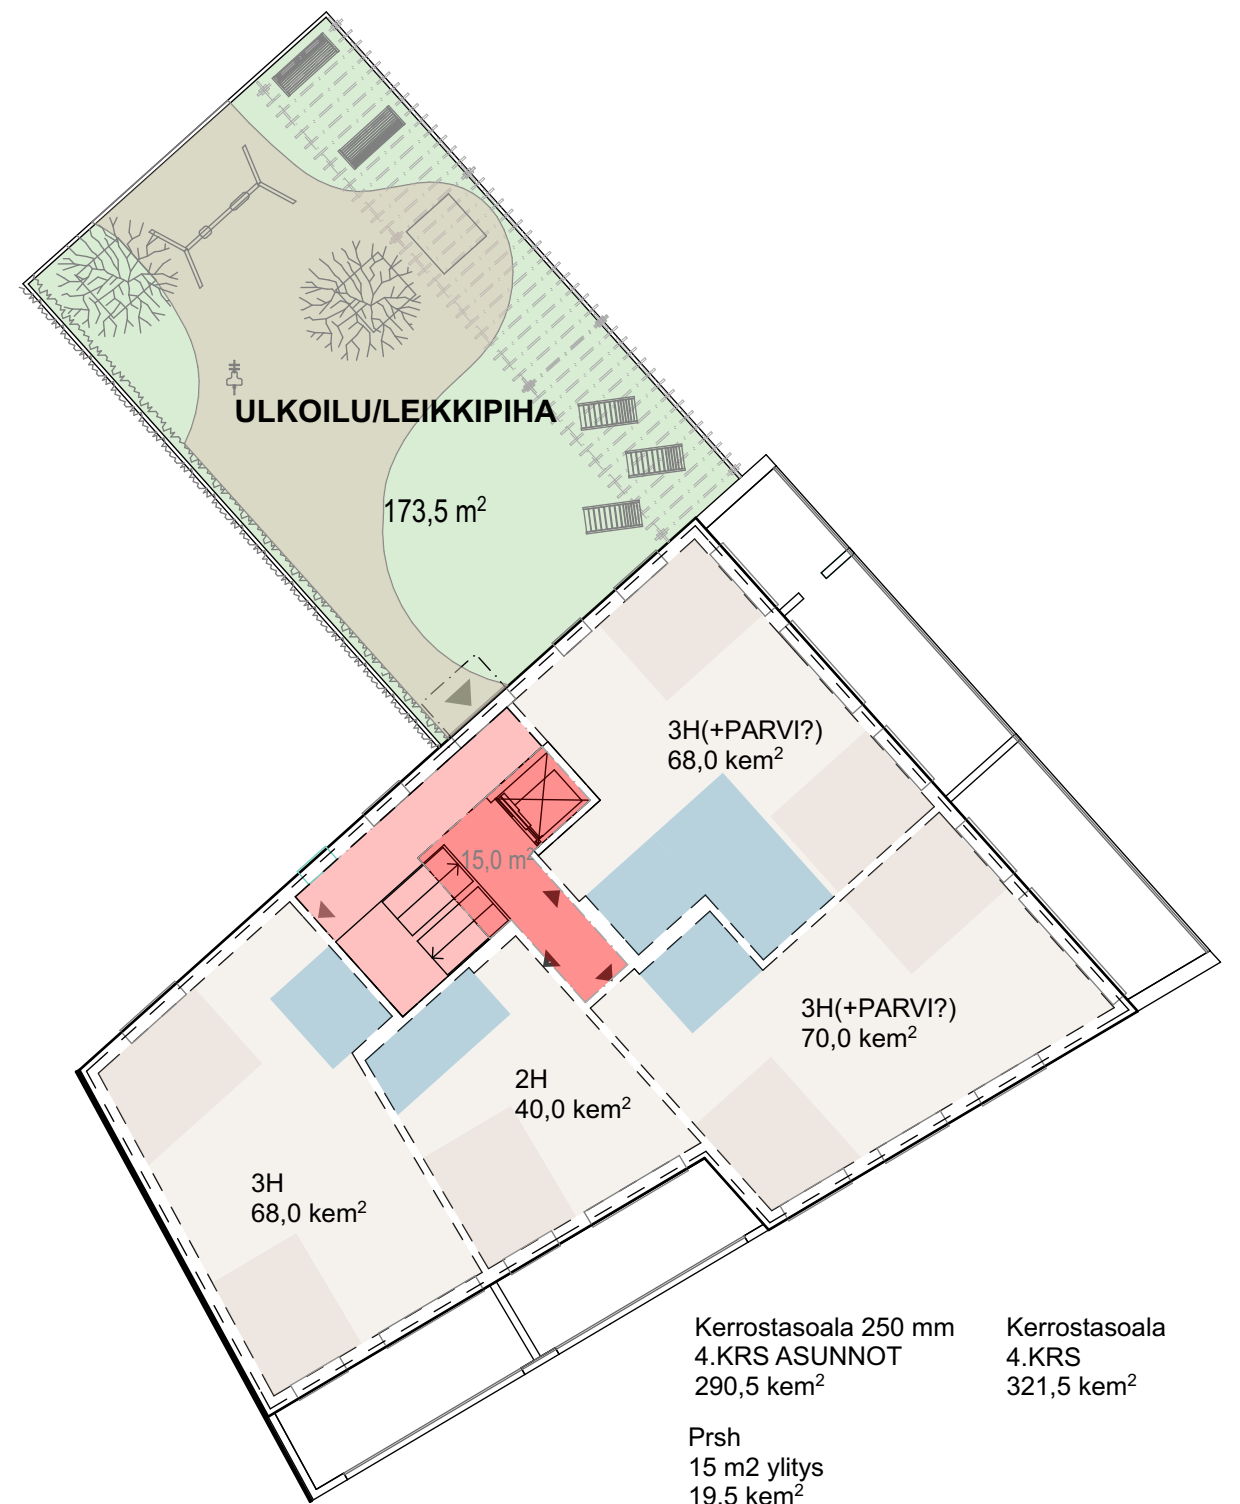 ULKOILU/LEIKKIPIHA
173,5 m²
3H(+PARVI?)
68,0 kem²
15,0 m²
3H(+PARVI?)
70,0 kem²
2H
40,0 kem²
3H
68,0 kem²
Kerrostasoala 250 mm
4.KRS ASUNNOT
290,5 kem²
Kerrostasoala
4.KRS
321,5 kem²
Prsh
15 m2 ylitys
19,5 kem²